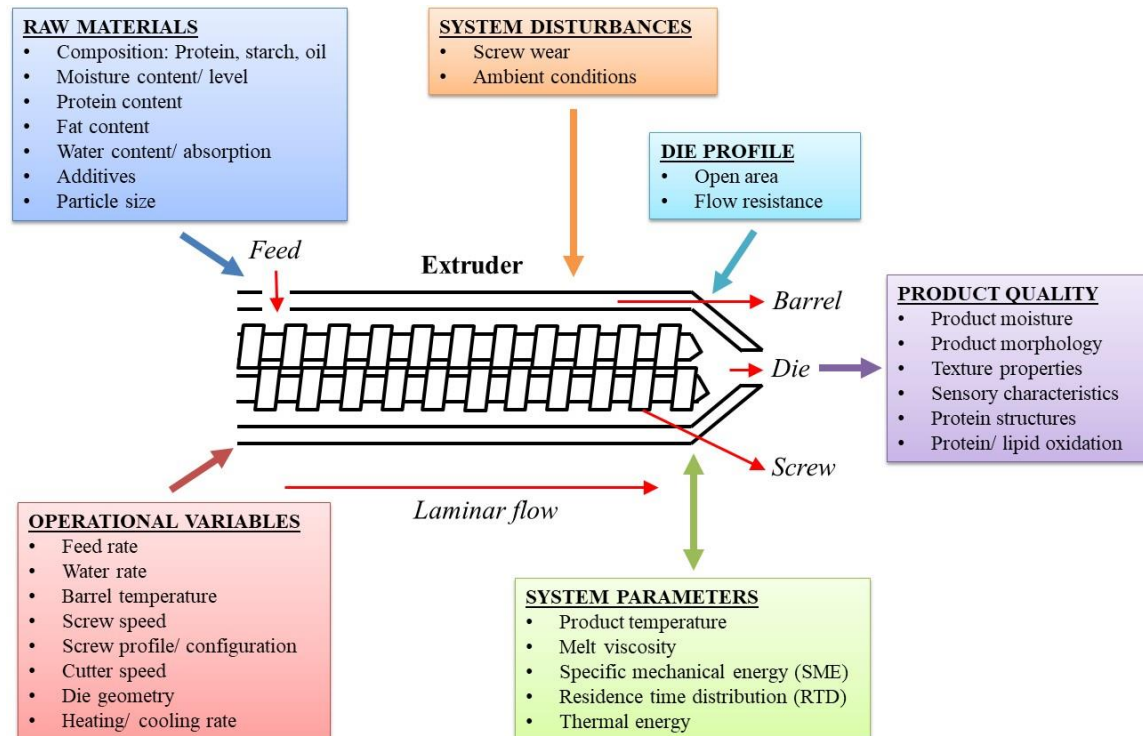 RAW MATERIALS
• Composition: Protein, starch, oil
• Moisture content/ level
• Protein content
• Fat content
• Water content/ absorption
• Additives
• Particle size
SYSTEM DISTURBANCES
• Screw wear
• Ambient conditions
DIE PROFILE
• Open area
• Flow resistance
Feed
Extruder
Barrel
Die
Screw
Laminar flow
PRODUCT QUALITY
• Product moisture
• Product morphology
• Texture properties
• Sensory characteristics
• Protein structures
• Protein/ lipid oxidation
OPERATIONAL VARIABLES
• Feed rate
• Water rate
• Barrel temperature
• Screw speed
• Screw profile/ configuration
• Cutter speed
• Die geometry
• Heating/ cooling rate
SYSTEM PARAMETERS
• Product temperature
• Melt viscosity
• Specific mechanical energy (SME)
• Residence time distribution (RTD)
• Thermal energy